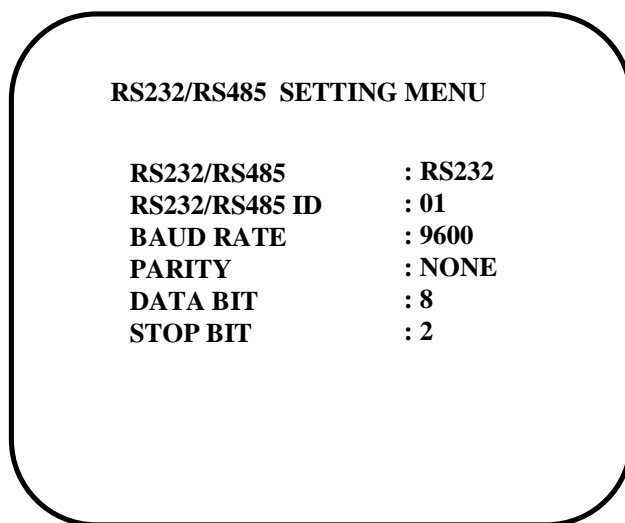 RS232/RS485 SETTING MENU
RS232/RS485 : RS232
RS232/RS485 ID : 01
BAUD RATE : 9600
PARITY : NONE
DATA BIT : 8
STOP BIT : 2